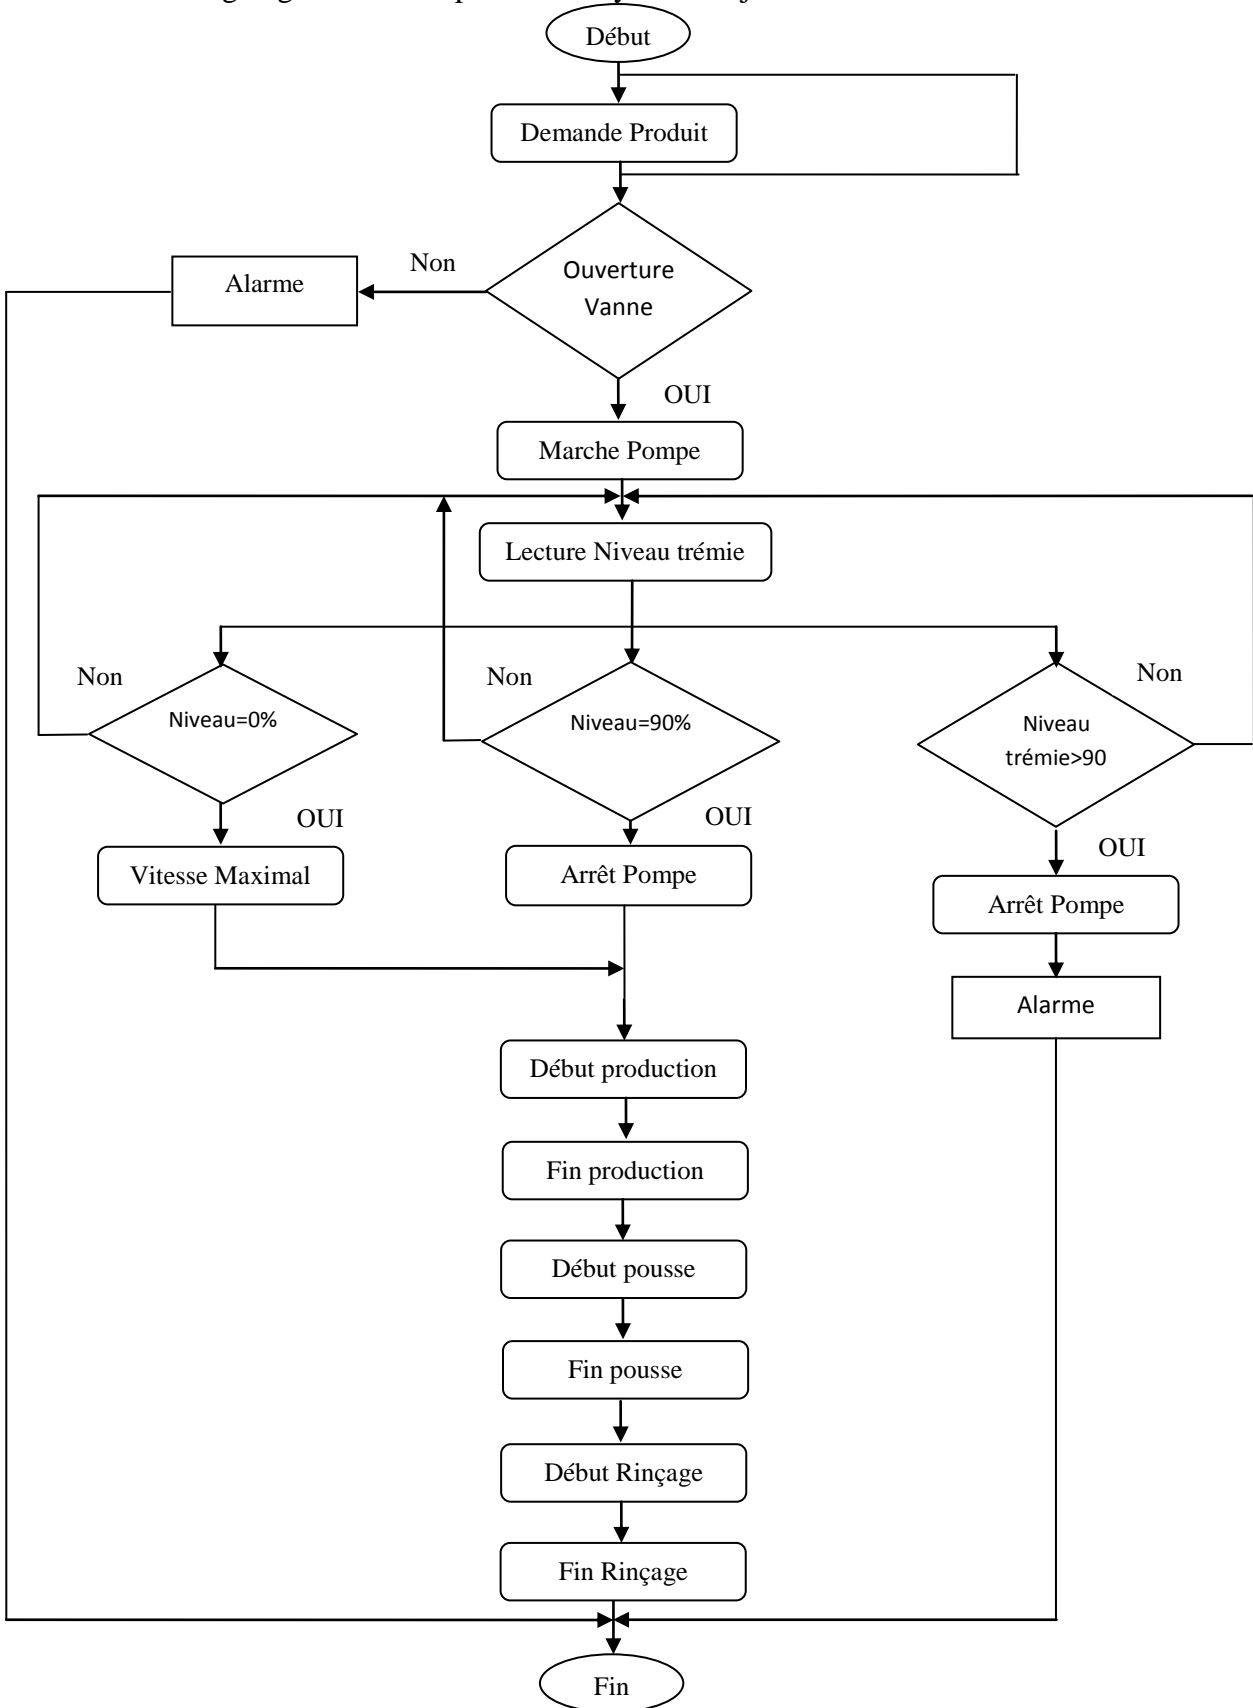 Début
Demande Produit
Non
Alarme
Ouverture
Vanne
OUI
Marche Pompe
Lecture Niveau trémie
Non
Niveau=0%
Non
Niveau=90%
Non
Niveau
trémie>90
OUI
OUI
OUI
Vitesse Maximal
Arrêt Pompe
Arrêt Pompe
Alarme
Début production
Fin production
Début pousse
Fin pousse
Début Rinçage
Fin Rinçage
Fin